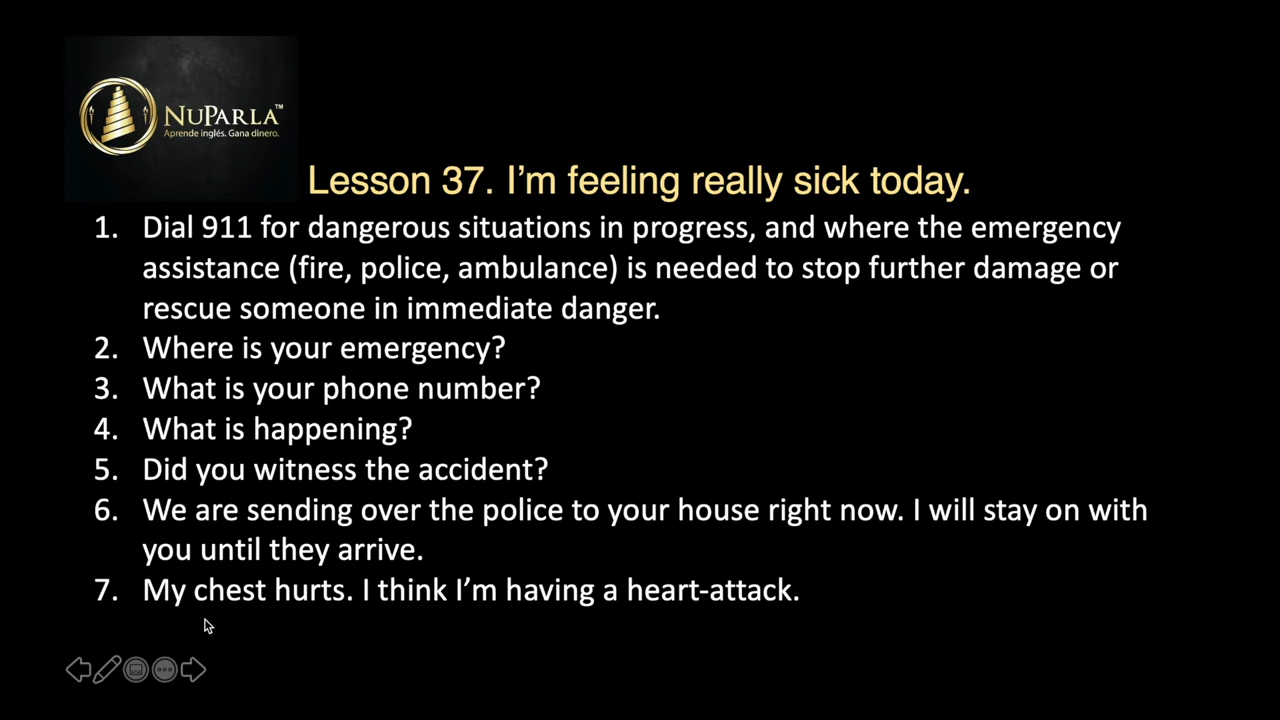 NUPARLA™
Aprende inglés. Gana dinero.
Lesson 37. I'm feeling really sick today.
1. Dial 911 for dangerous situations in progress, and where the emergency
assistance (fire, police, ambulance) is needed to stop further damage or
rescue someone in immediate danger.
2. Where is your emergency?
3. What is your phone number?
4. What is happening?
5. Did you witness the accident?
6. We are sending over the police to your house right now. I will stay on with
you until they arrive.
7. My chest hurts. I think I'm having a heart-attack.